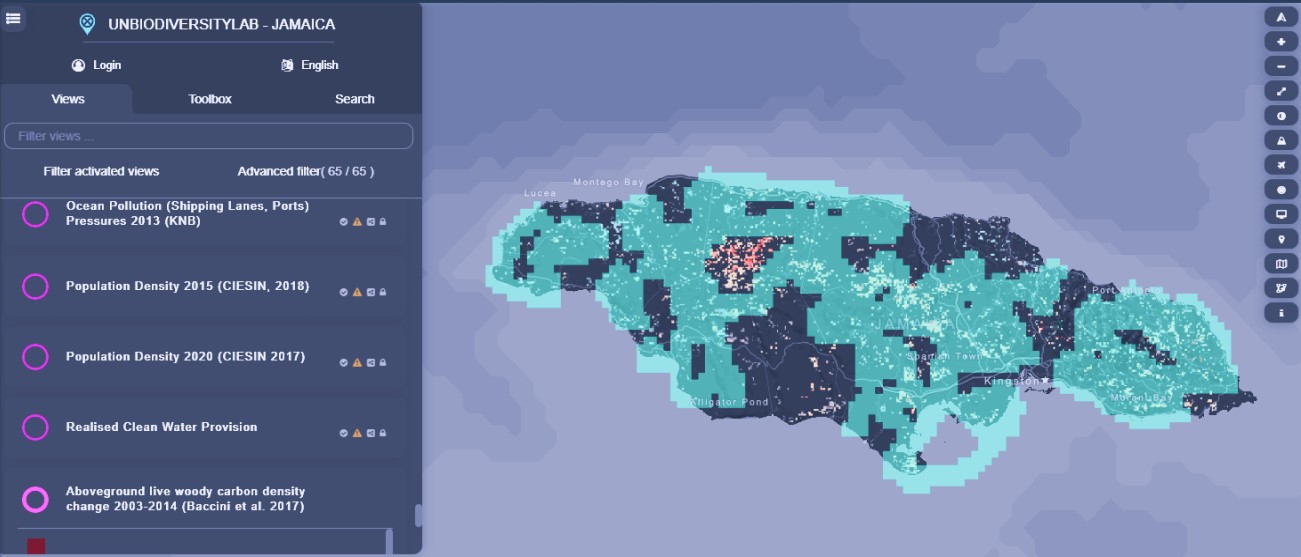 UNBIODIVERSITYLAB - JAMAICA
Login
English
Views
Toolbox
Search
Filter views ...
Filter activated views
Advanced filter( 65 / 65 )
Ocean Pollution (Shipping Lanes, Ports)
Pressures 2013 (KNB)
Population Density 2015 (CIESIN, 2018)
Population Density 2020 (CIESIN 2017)
Realised Clean Water Provision
Aboveground live woody carbon density
change 2003-2014 (Baccini et al. 2017)
Montego Bay
Lucea
Port Antonio
Spanish Town
Kingston
Morant Bay
Alligator Pond